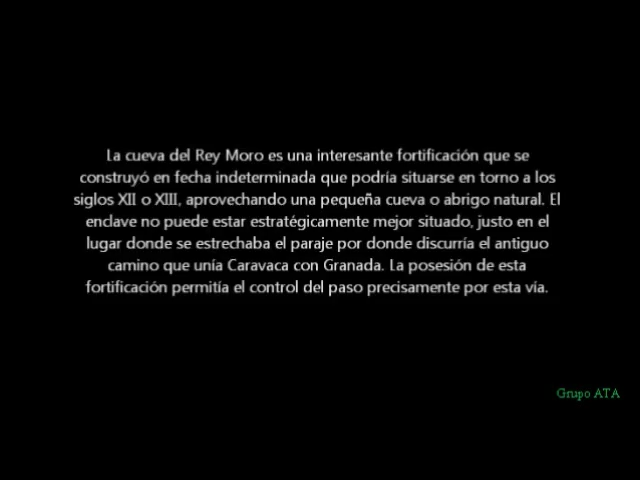 La cueva del Rey Moro es una interesante fortificación que se
construyó en fecha indeterminada que podría situarse en torno a los
siglos XII o XIII, aprovechando una pequeña cueva o abrigo natural. El
enclave no puede estar estratégicamente mejor situado, justo en el
lugar donde se estrechaba el paraje por donde discurría el antiguo
camino que unía Caravaca con Granada. La posesión de esta
fortificación permitía el control del paso precisamente por esta vía.
Grupo ATA